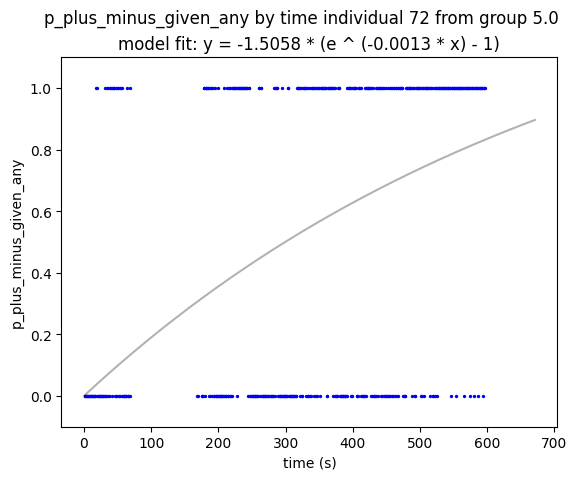 p_plus_minus_given_any by time individual 72 from group 5.0
model fit: y = -1.5058 * (e ^ (-0.0013 * x) - 1)
1.0
0.8
0.6
0.4
0.2
0.0
p_plus_minus_given_any
0 100 200 300 400 500 600 700
time (s)